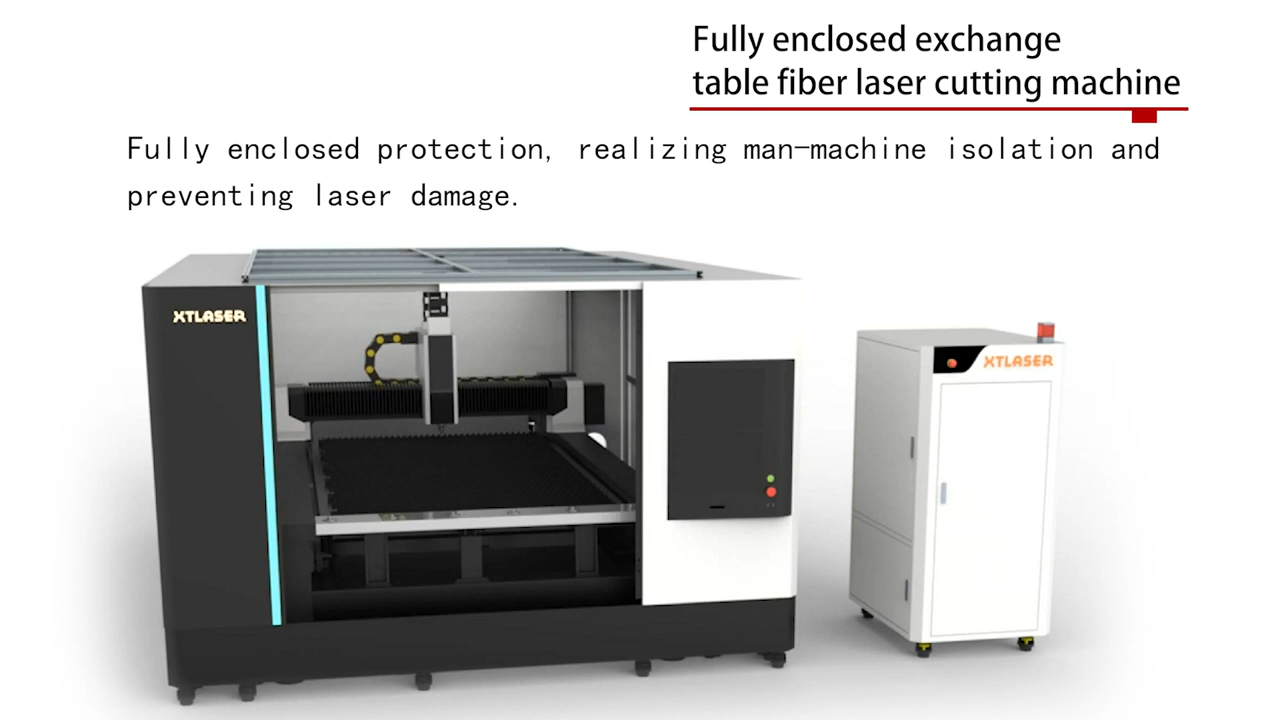 Fully enclosed exchange
table fiber laser cutting machine
Fully enclosed protection, realizing man-machine isolation and
preventing laser damage.
XTLASER
XTLASER